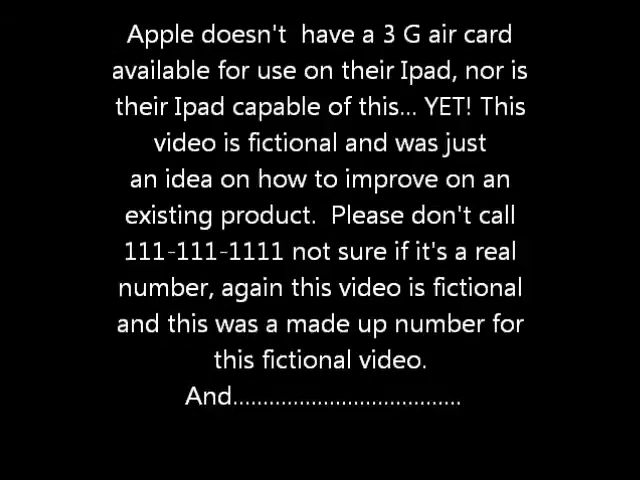 Apple doesn't  have a 3 G air card
available for use on their Ipad, nor is
their Ipad capable of this... YET! This
video is fictional and was just
an idea on how to improve on an
existing product.  Please don't call
111-111-1111 not sure if it's a real
number, again this video is fictional
and this was a made up number for
this fictional video.
And......................................